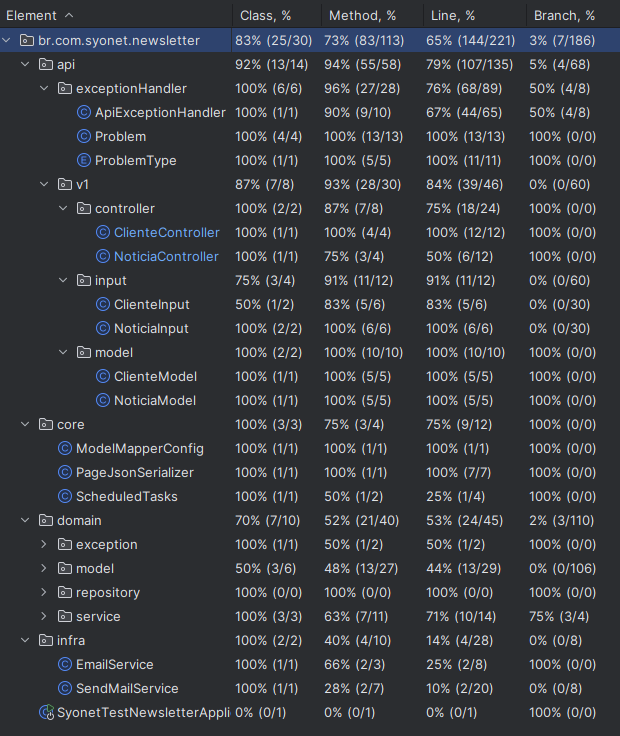 Element Class, % Method, % Line, % Branch, %
br.com.syonet.newsletter 83% (25/30) 73% (83/113) 65% (144/221) 3% (7/186)
api 92% (13/14) 94% (55/58) 79% (107/135) 5% (4/68)
exceptionHandler 100% (6/6) 96% (27/28) 76% (68/89) 50% (4/8)
ApiExceptionHandler 100% (1/1) 90% (9/10) 67% (44/65) 50% (4/8)
Problem 100% (4/4) 100% (13/13) 100% (13/13) 100% (0/0)
ProblemType 100% (1/1) 100% (5/5) 100% (11/11) 100% (0/0)
v1 87% (7/8) 93% (28/30) 84% (39/46) 0% (0/60)
controller 100% (2/2) 87% (7/8) 75% (18/24) 100% (0/0)
ClienteController 100% (1/1) 100% (4/4) 100% (12/12) 100% (0/0)
NoticiaController 100% (1/1) 75% (3/4) 50% (6/12) 100% (0/0)
input 75% (3/4) 91% (11/12) 91% (11/12) 0% (0/60)
ClienteInput 50% (1/2) 83% (5/6) 83% (5/6) 0% (0/30)
NoticiaInput 100% (2/2) 100% (6/6) 100% (6/6) 0% (0/30)
model 100% (2/2) 100% (10/10) 100% (10/10) 100% (0/0)
ClienteModel 100% (1/1) 100% (5/5) 100% (5/5) 100% (0/0)
NoticiaModel 100% (1/1) 100% (5/5) 100% (5/5) 100% (0/0)
core 100% (3/3) 75% (3/4) 75% (9/12) 100% (0/0)
ModelMapperConfig 100% (1/1) 100% (1/1) 100% (1/1) 100% (0/0)
PageJsonSerializer 100% (1/1) 100% (1/1) 100% (7/7) 100% (0/0)
ScheduledTasks 100% (1/1) 50% (1/2) 25% (1/4) 100% (0/0)
domain 70% (7/10) 52% (21/40) 53% (24/45) 2% (3/110)
exception 100% (1/1) 50% (1/2) 50% (1/2) 100% (0/0)
model 50% (3/6) 48% (13/27) 44% (13/29) 0% (0/106)
repository 100% (0/0) 100% (0/0) 100% (0/0) 100% (0/0)
service 100% (3/3) 63% (7/11) 71% (10/14) 75% (3/4)
infra 100% (2/2) 40% (4/10) 14% (4/28) 0% (0/8)
EmailService 100% (1/1) 66% (2/3) 25% (2/8) 100% (0/0)
SendMailService 100% (1/1) 28% (2/7) 10% (2/20) 0% (0/8)
SyonetTestNewsletterAppli 0% (0/1) 0% (0/1) 0% (0/1) 100% (0/0)